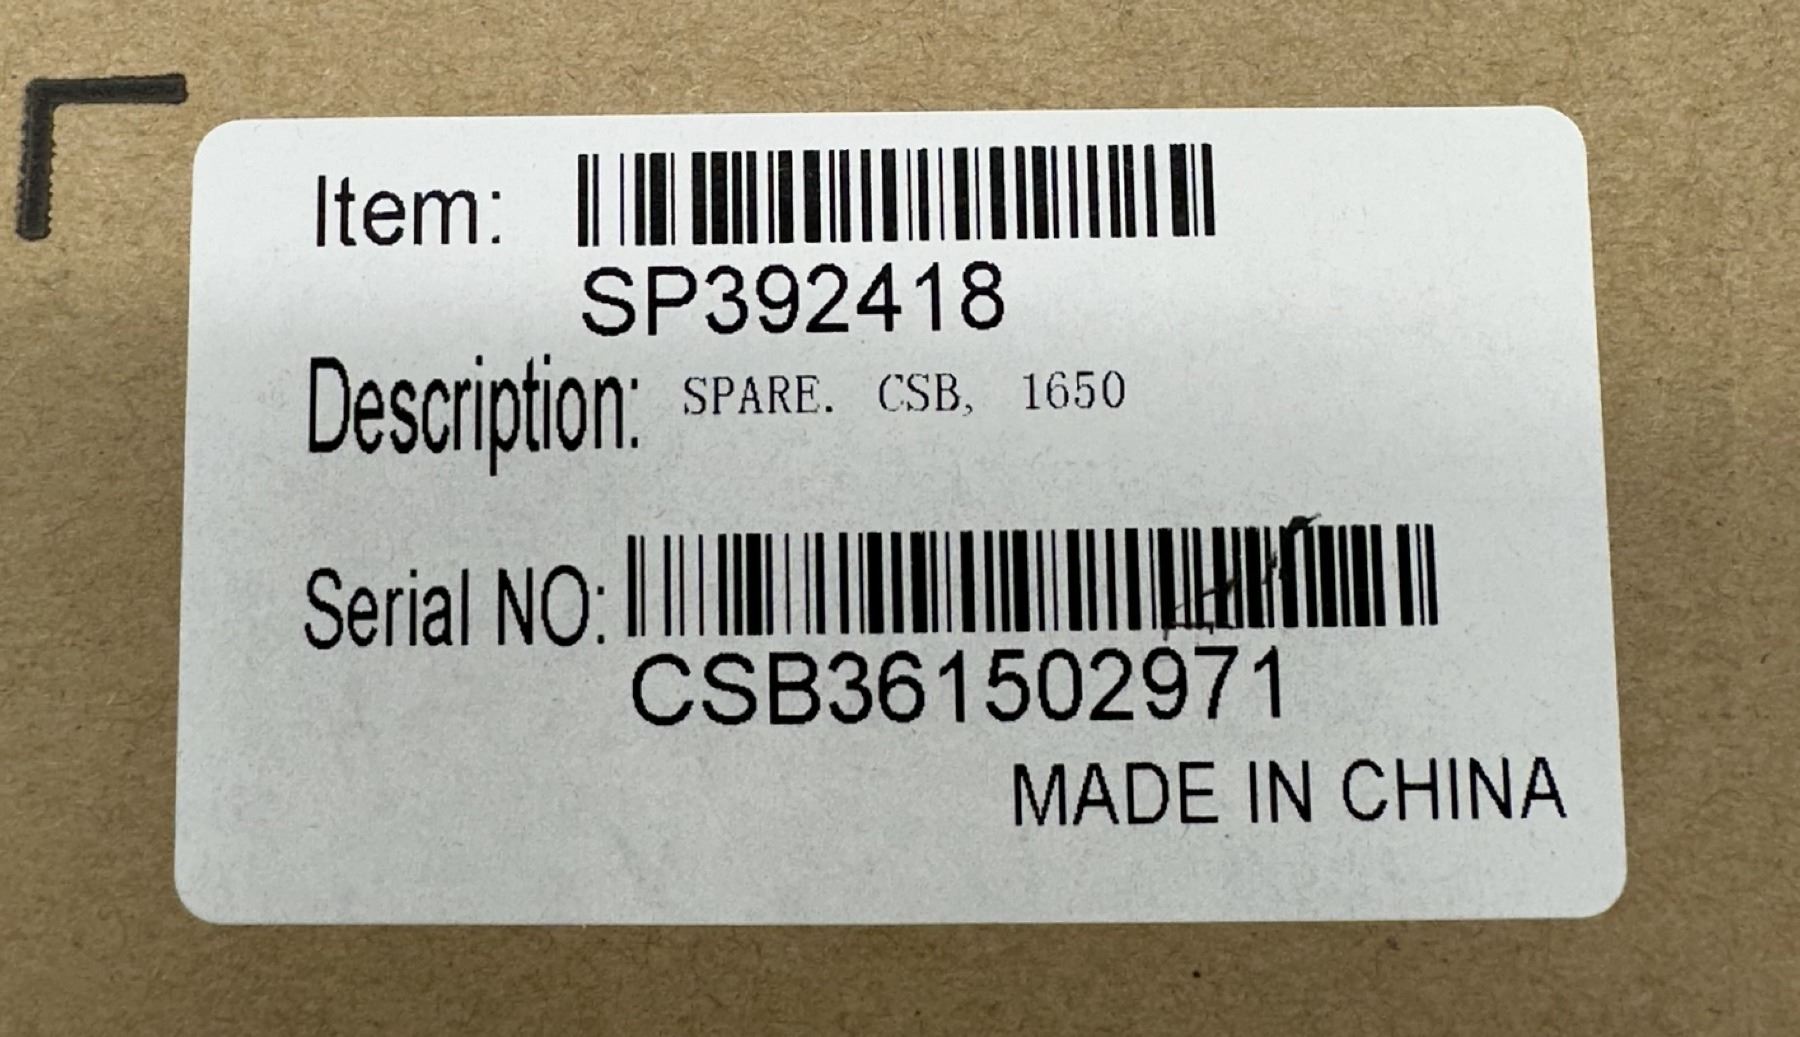 Item:
SP392418
Description: SPARE. CSB, 1650
Serial NO:
CSB361502971
MADE IN CHINA